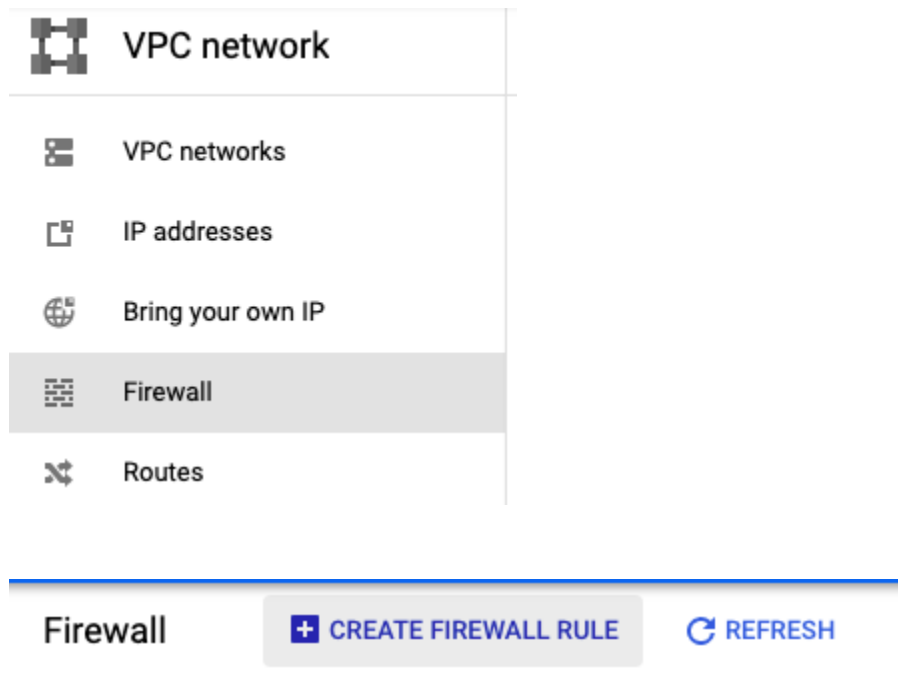 VPC network
VPC networks
IP addresses
Bring your own IP
Firewall
Routes
Firewall CREATE FIREWALL RULE REFRESH